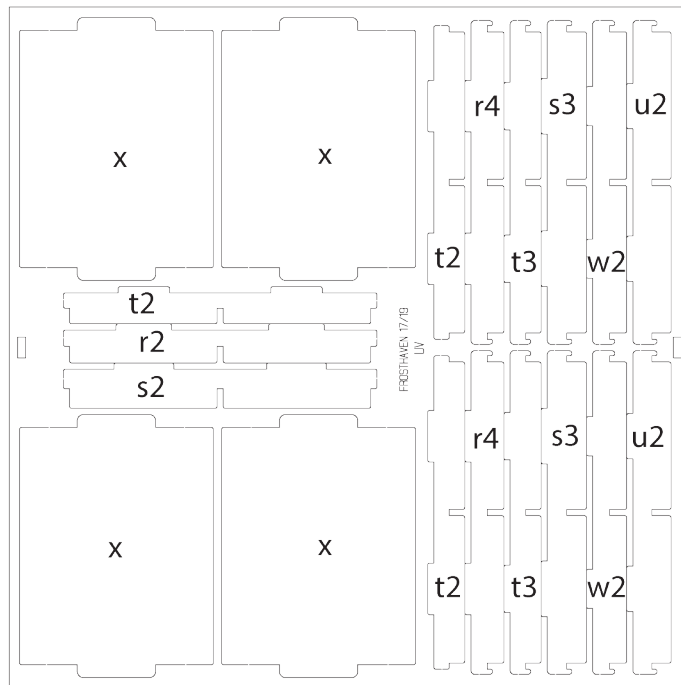 x
x
r4
s3
u2
t2
t3
w2
t2
r2
s2
FROSTHAVEN 17/19
LIV
r4
s3
u2
x
x
t2
t3
w2